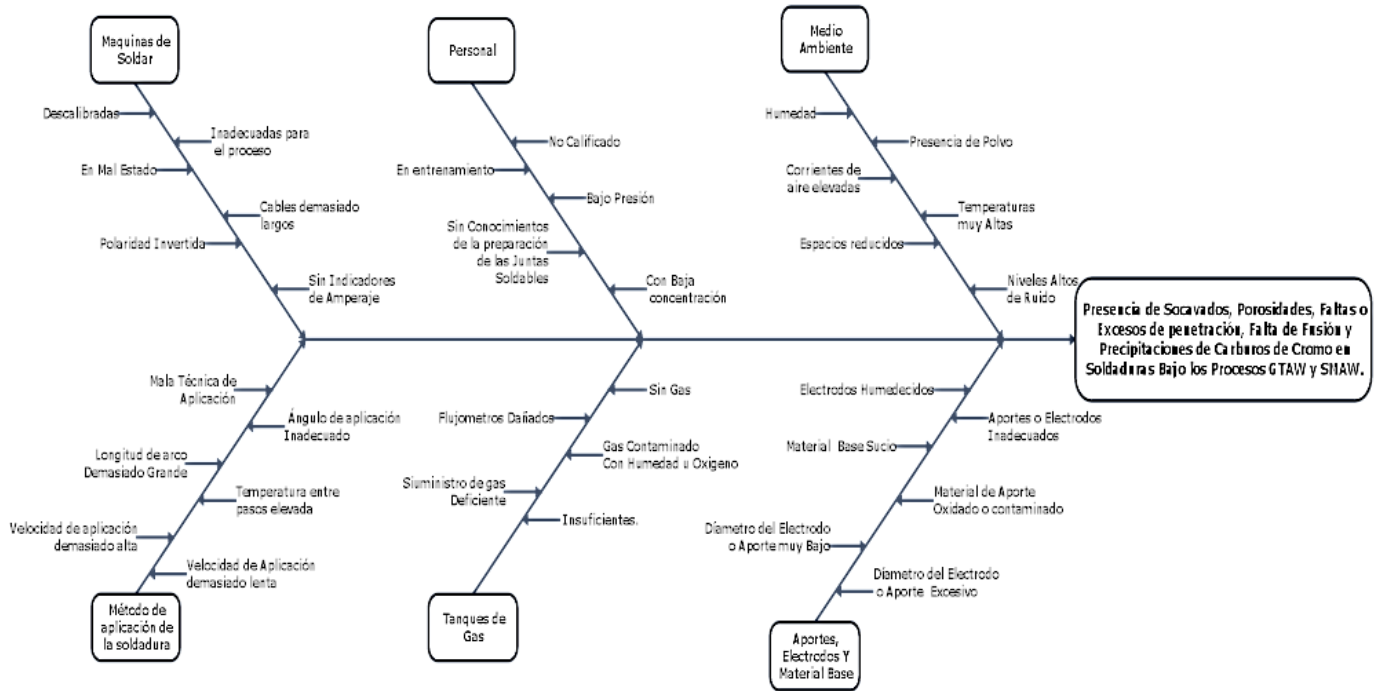 Maquinas de
Soldar
Descalibradas
Inadecuadas para
el proceso
En Mal Estado
Cables demasiado
largos
Polaridad Invertida
Sin Indicadores
de Amperaje
Personal
No Calificado
En entrenamiento
Bajo Presión
Sin Conocimientos
de la preparación
de las Juntas
Soldables
Con Baja
concentración
Medio
Ambiente
Humedad
Presencia de Polvo
Corrientes de
aire elevadas
Temperaturas
muy Altas
Espacios reducidos
Niveles Altos
de Ruido
Presencia de Socavados, Porosidades, Faltas o
Excesos de penetración, Falta de Fusión y
Precipitaciones de Carburos de Cromo en
Soldaduras Bajo los Procesos GTAW y SMAW.
Mala Técnica de
Aplicación
Ángulo de aplicación
Inadecuado
Longitud de arco
Demasiado Grande
Temperatura entre
pasos elevada
Velocidad de aplicación
demasiado alta
Velocidad de Aplicación
demasiado lenta
Método de
aplicación de
la soldadura
Sin Gas
Flujometros Dañados
Gas Contaminado
Con Humedad u Oxigeno
Siuministro de gas
Deficiente
Insuficientes.
Tanques de
Gas
Electrodos Humedecidos
Aportes o Electrodos
Inadecuados
Material Base Sucio
Material de Aporte
Oxidado o contaminado
Díemetro del Electrodo
o Aporte muy Bajo
Díemetro del Electrodo
o Aporte Excesivo
Aportes,
Electrodos Y
Material Base